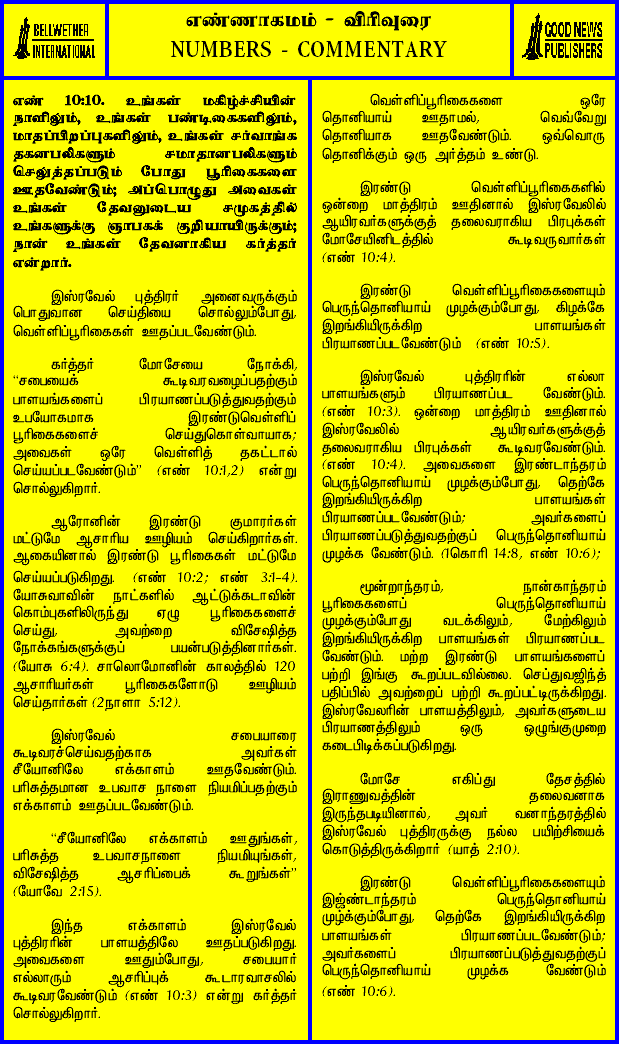 BELLWETHER
INTERNATIONAL
எண்ணாகமம் - விரிவுரை
NUMBERS - COMMENTARY
GOOD NEWS
PUBLISHERS
எண் 10:10. உங்கள் மகிழ்ச்சியின்
நாளிலும், உங்கள் பண்டிகைகளிலும்,
மாதப்பிறப்புகளிலும், உங்கள் சர்வாங்க
தகனபலிகளும் சமாதானபலிகளும்
செலுத்தப்படும் போது பூரிகைகளை
ஊதவேண்டும்; அப்பொழுது அவைகள்
உங்கள் தேவனுடைய சமுகத்தில்
உங்களுக்கு ஞாபகக் குறியாயிருக்கும்;
நான் உங்கள் தேவனாகிய கர்த்தர்
என்றார்.
இஸ்ரவேல் புத்திரர் அனைவருக்கும்
பொதுவான செய்தியை சொல்லும்போது,
வெள்ளிப்பூரிகைகள் ஊதப்படவேண்டும்.
கர்த்தர் மோசேயை நோக்கி,
"சபையைக் கூடிவரவழைப்பதற்கும்
பாளயங்களைப் பிரயாணப்படுத்துவதற்கும்
உபயோகமாக இரண்டுவெள்ளிப்
பூரிகைகளைச் செய்துகொள்வாயாக;
அவைகள் ஒரே வெள்ளித் தகட்டால்
செய்யப்படவேண்டும்" (எண் 10:1,2) என்று
சொல்லுகிறார்.
ஆரோனின் இரண்டு குமாரர்கள்
மட்டுமே ஆசாரிய ஊழியம் செய்கிறார்கள்.
ஆகையினால் இரண்டு பூரிகைகள் மட்டுமே
செய்யப்படுகிறது. (எண் 10:2; எண் 3:1-4).
யோசுவாவின் நாட்களில் ஆட்டுக்கடாவின்
கொம்புகளிலிருந்து ஏழு பூரிகைகளைச்
செய்து, அவற்றை விசேஷித்த
நோக்கங்களுக்குப் பயன்படுத்தினார்கள்.
(யோசு 6:4). சாலொமோனின் காலத்தில் 120
ஆசாரியர்கள் பூரிகைகளோடு ஊழியம்
செய்தார்கள் (2நாளா 5:12).
இஸ்ரவேல் சபையாரை
கூடிவரச்செய்வதற்காக அவர்கள்
சீயோனிலே எக்காளம் ஊதவேண்டும்.
பரிசுத்தமான உபவாச நாளை நியமிப்பதற்கும்
எக்காளம் ஊதப்படவேண்டும்.
"சீயோனிலே எக்காளம் ஊதுங்கள்,
பரிசுத்த உபவாசநாளை நியமியுங்கள்,
விசேஷித்த ஆசரிப்பைக் கூறுங்கள்"
(யோவே 2:15).
இந்த எக்காளம் இஸ்ரவேல்
புத்திரரின் பாளயத்திலே ஊதப்படுகிறது.
அவைகளை ஊதும்போது, சபையார்
எல்லாரும் ஆசரிப்புக் கூடாரவாசலில்
கூடிவரவேண்டும் (எண் 10:3) என்று கர்த்தர்
சொல்லுகிறார்.
வெள்ளிப்பூரிகைகளை ஒரே
தொனியாய் ஊதாமல், வெவ்வேறு
தொனியாக ஊதவேண்டும். ஒவ்வொரு
தொனிக்கும் ஒரு அர்த்தம் உண்டு.
இரண்டு வெள்ளிப்பூரிகைகளில்
ஒன்றை மாத்திரம் ஊதினால் இஸ்ரவேலில்
ஆயிரவர்களுக்குத் தலைவராகிய பிரபுக்கள்
மோசேயினிடத்தில் கூடிவருவார்கள்
(எண் 10:4).
இரண்டு வெள்ளிப்பூரிகைகளையும்
பெருந்தொனியாய் முழக்கும்போது, கிழக்கே
இறங்கியிருக்கிற பாளயங்கள்
பிரயாணப்படவேண்டும் (எண் 10:5).
இஸ்ரவேல் புத்திரரின் எல்லா
பாளயங்களும் பிரயாணப்பட வேண்டும்.
(எண் 10:3). ஒன்றை மாத்திரம் ஊதினால்
இஸ்ரவேலில் ஆயிரவர்களுக்குத்
தலைவராகிய பிரபுக்கள் கூடிவரவேண்டும்.
(எண் 10:4). அவைகளை இரண்டாந்தரம்
பெருந்தொனியாய் முழக்கும்போது, தெற்கே
இறங்கியிருக்கிற பாளயங்கள்
பிரயாணப்படவேண்டும்; அவர்களைப்
பிரயாணப்படுத்துவதற்குப் பெருந்தொனியாய்
முழக்க வேண்டும். (1கொரி 14:8, எண் 10:6);
மூன்றாந்தரம், நான்காந்தரம்
பூரிகைகளைப் பெருந்தொனியாய்
முழக்கும்போது வடக்கிலும், மேற்கிலும்
இறங்கியிருக்கிற பாளயங்கள் பிரயாணப்பட
வேண்டும். மற்ற இரண்டு பாளயங்களைப்
பற்றி இங்கு கூறப்படவில்லை. செப்துவஜிந்த்
பதிப்பில் அவற்றைப் பற்றி கூறப்பட்டிருக்கிறது.
இஸ்ரவேலரின் பாளயத்திலும், அவர்களுடைய
பிரயாணத்திலும் ஒரு ஒழுங்குமுறை
கடைபிடிக்கப்படுகிறது.
மோசே எகிப்து தேசத்தில்
இராணுவத்தின் தலைவனாக
இருந்தபடியினால், அவர் வனாந்தரத்தில்
இஸ்ரவேல் புத்திரருக்கு நல்ல பயிற்சியைக்
கொடுத்திருக்கிறார் (யாத் 2:10).
இரண்டு வெள்ளிப்பூரிகைகளையும்
இஜ்ண்டாந்தரம் பெருந்தொனியாய்
முழ்க்கும்போது, தெற்கே இறங்கியிருக்கிற
பாளயங்கள் பிரயாணப்படவேண்டும்;
அவர்களைப் பிரயாணப்படுத்துவதற்குப்
பெருந்தொனியாய் முழக்க வேண்டும்
(எண் 10:6).